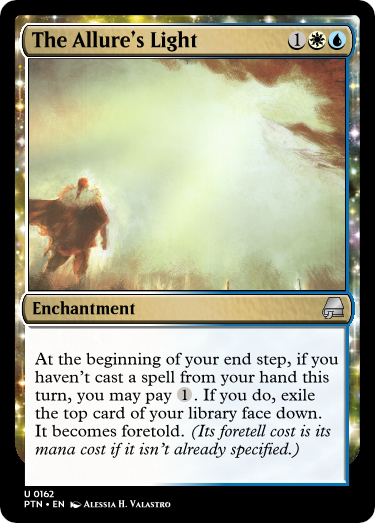 The Allure's Light 1
Enchantment
At the beginning of your end step, if you
haven't cast a spell from your hand this
turn, you may pay 1. If you do, exile
the top card of your library face down.
It becomes foretold. (Its foretell cost is its
mana cost if it isn't already specified.)
U 0162
PTN • EN Alessia H. Valastro